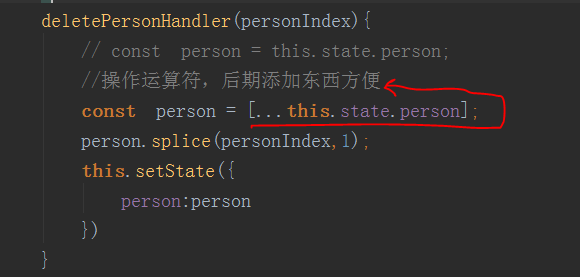 deletePersonHandler(personIndex){
// const person = this.state.person;
//操作运算符，后期添加东西方便
const person = [...this.state.person];
person.splice(personIndex,1);
this.setState({
person:person
})
}